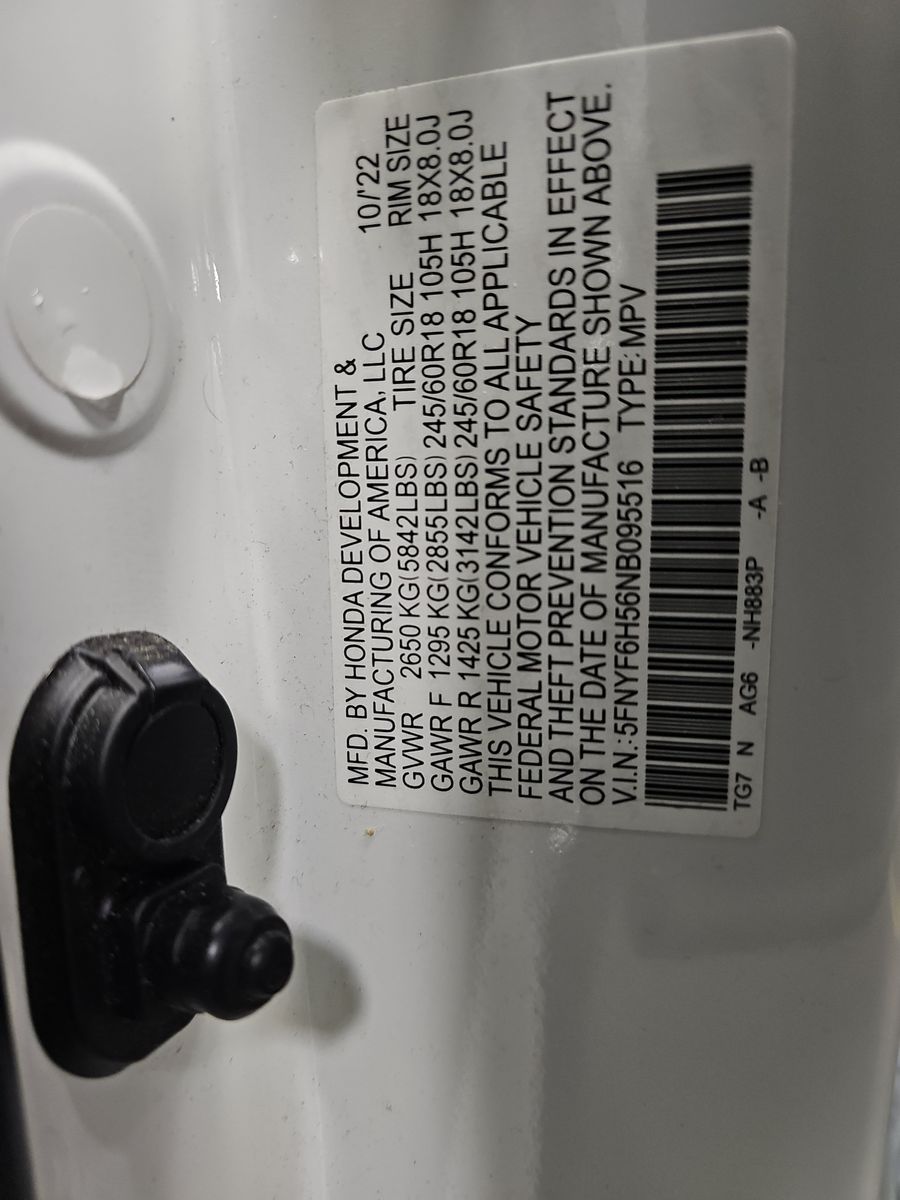 MFD. BY HONDA DEVELOPMENT &
MANUFACTURING OF AMERICA, LLC 10/'22
GVWR 2650 KG(5842LBS) TIRE SIZE RIM SIZE
GAWR F 1295 KG(2855LBS) 245/60R18 105H 18X8.0J
GAWR R 1425 KG(3142LBS) 245/60R18 105H 18X8.0J
THIS VEHICLE CONFORMS TO ALL APPLICABLE
FEDERAL MOTOR VEHICLE SAFETY
AND THEFT PREVENTION STANDARDS IN EFFECT
ON THE DATE OF MANUFACTURE SHOWN ABOVE.
V.I.N.:5FNYF6H56NB095516 TYPE:MPV
TG7 N AG6 -NH883P -A -B